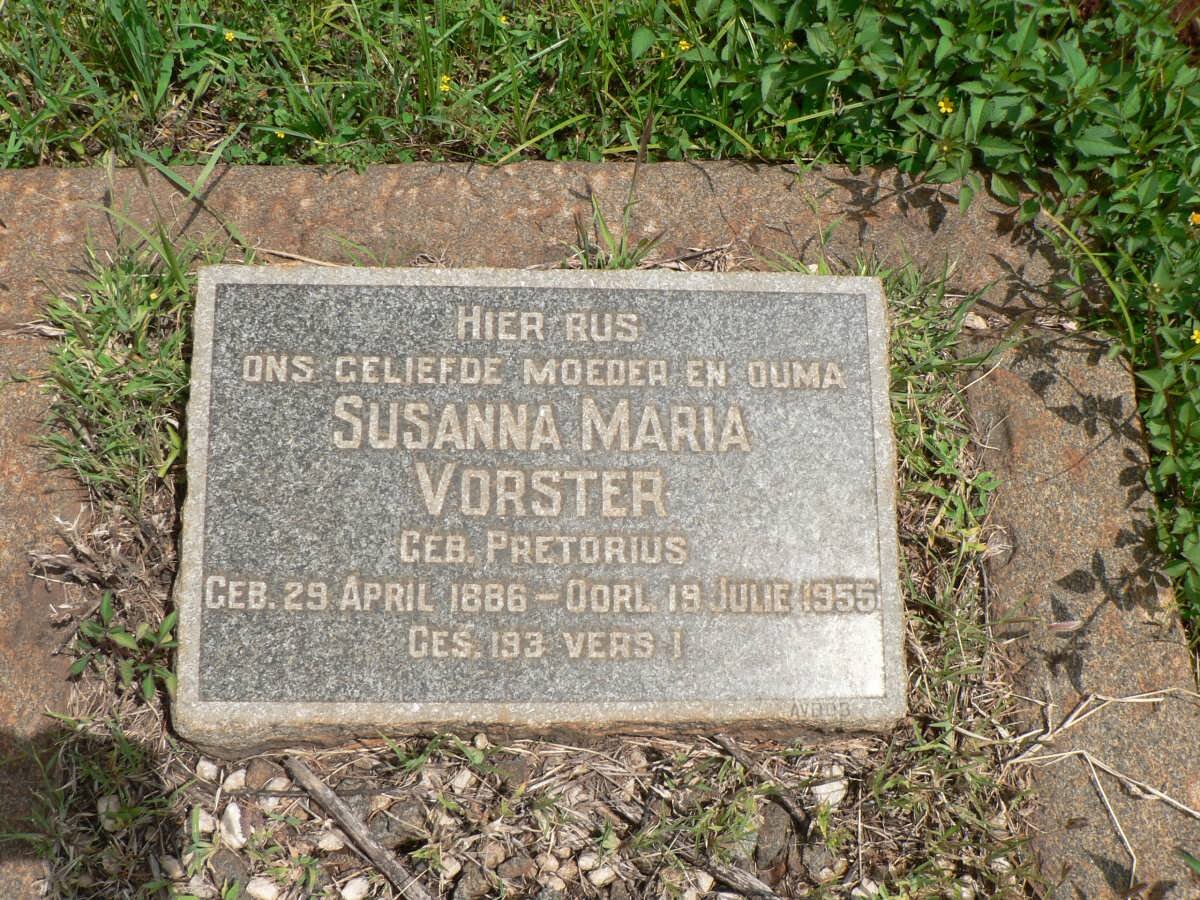 HIER RUS
ONS GELIEFDE MOEDER EN OUMA
SUSANNA MARIA
VORSTER
GEB. PRETORIUS
GEB. 29 APRIL 1886 – OORL. 19 JULIE 1955
GES. 193 VERS 1